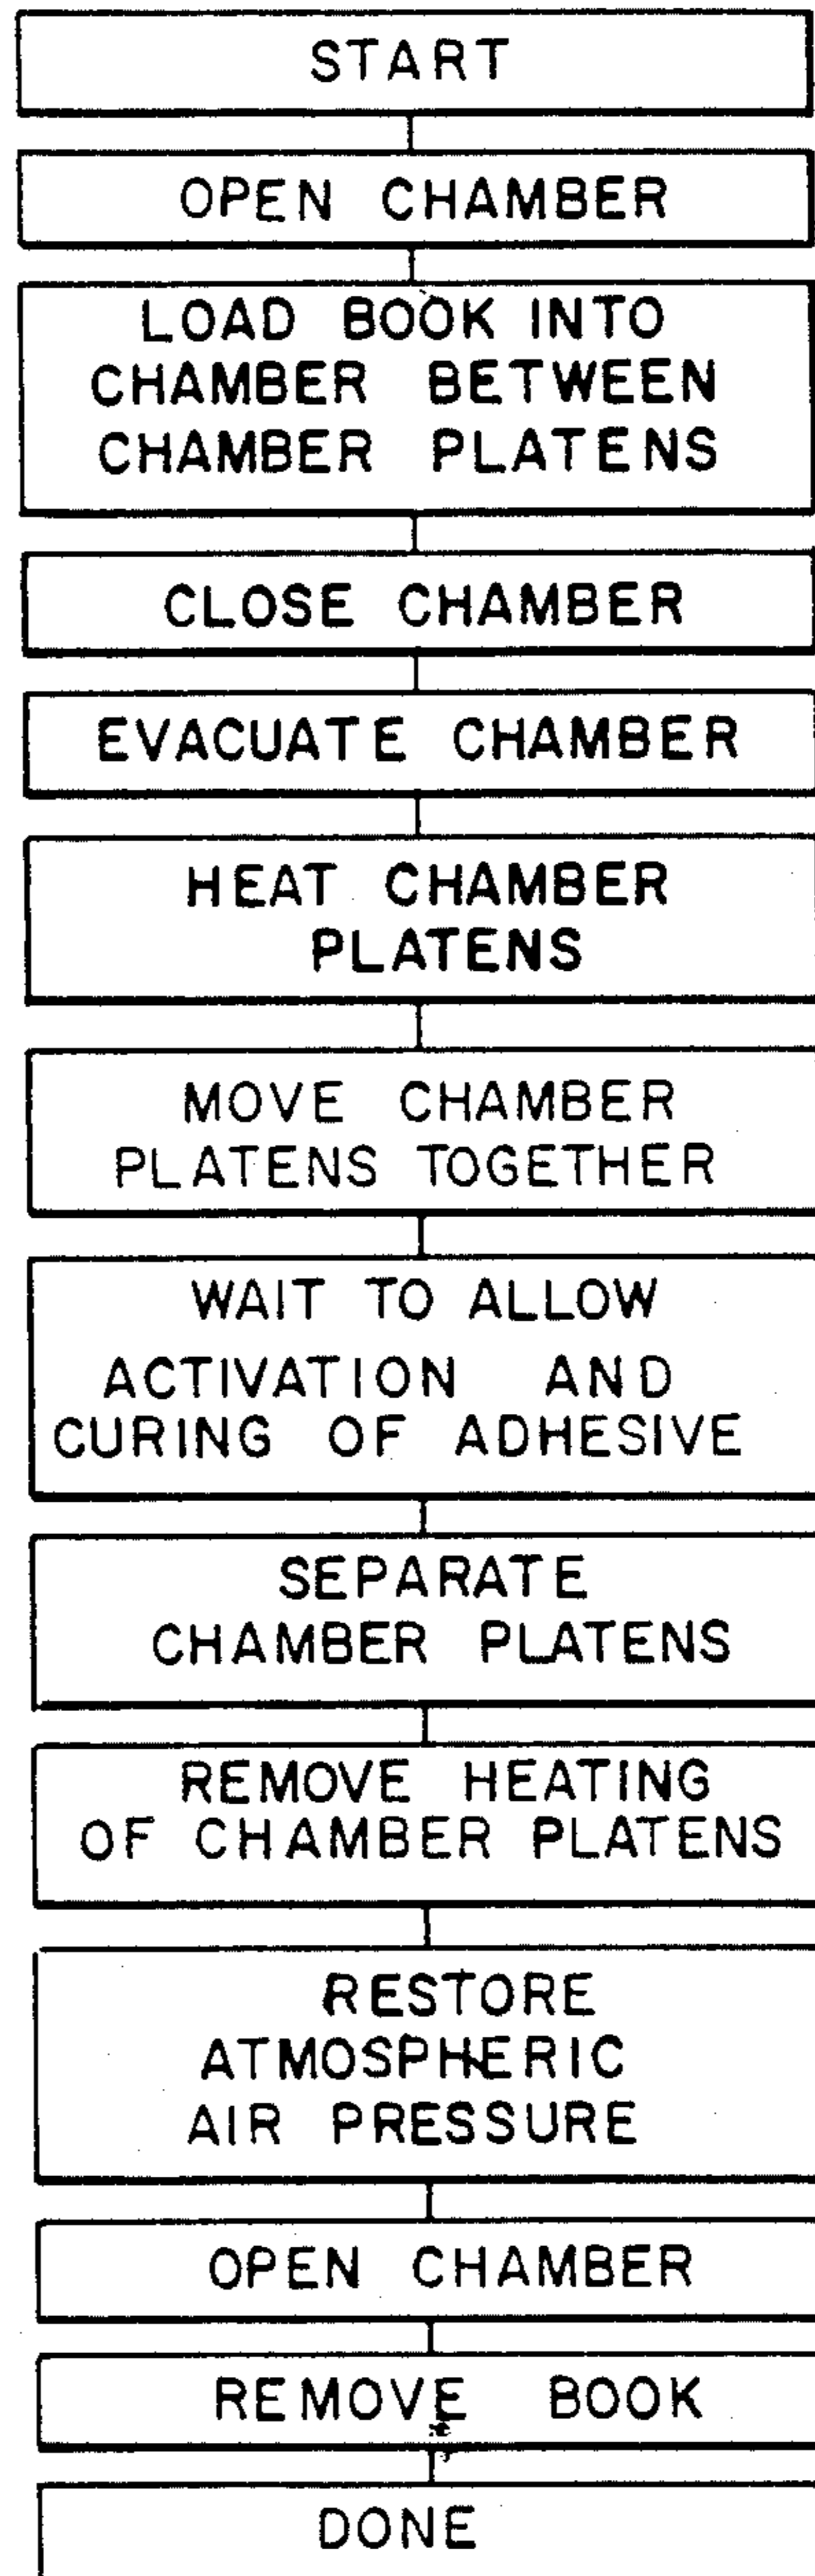 START
OPEN CHAMBER
LOAD BOOK INTO
CHAMBER BETWEEN
CHAMBER PLATENS
CLOSE CHAMBER
EVACUATE CHAMBER
HEAT CHAMBER
PLATENS
MOVE CHAMBER
PLATENS TOGETHER
WAIT TO ALLOW
ACTIVATION AND
CURING OF ADHESIVE
SEPARATE
CHAMBER PLATENS
REMOVE HEATING
OF CHAMBER PLATENS
RESTORE
ATMOSPHERIC
AIR PRESSURE
OPEN CHAMBER
REMOVE BOOK
DONE